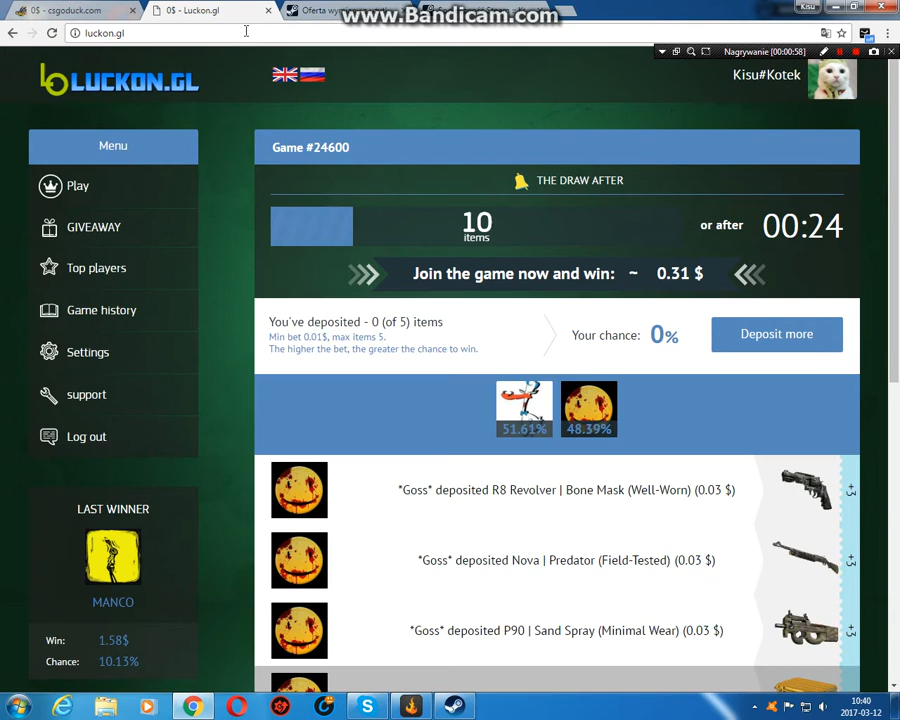 0$ - csgoduck.com
0$ - Luckon.gl
www.Bandicam.com
Kisu
luckon.gl
Nagrywanie [00:00:58]
LUCKON.GL
Kisu#Kotek
Menu
Play
GIVEAWAY
Top players
Game history
Settings
support
Log out
LAST WINNER
MANCO
Win: 1.58$
Chance: 10.13%
Game #24600
THE DRAW AFTER
10
items
or after 00:24
Join the game now and win: ~ 0.31 $
You've deposited - 0 (of 5) items
Min bet 0.01$, max items 5.
The higher the bet, the greater the chance to win.
Your chance: 0%
Deposit more
51.61% 48.39%
*Goss* deposited R8 Revolver | Bone Mask (Well-Worn) (0.03 $)
+3
*Goss* deposited Nova | Predator (Field-Tested) (0.03 $)
+3
*Goss* deposited P90 | Sand Spray (Minimal Wear) (0.03 $)
+3
10:40
2017-03-12